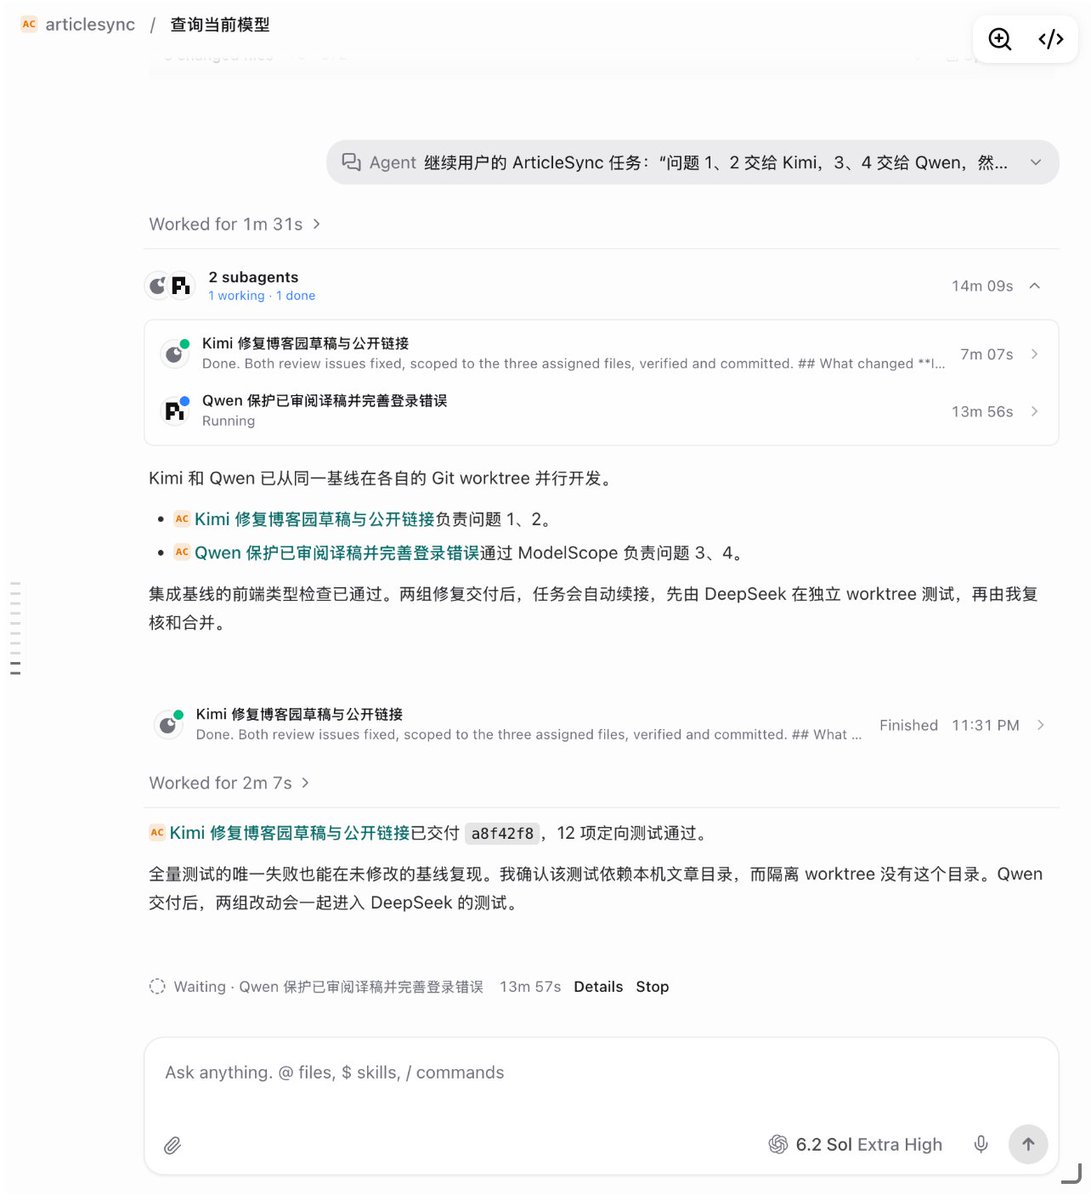 AC articlesync / 查询当前模型
Agent 继续用户的 ArticleSync 任务：“问题 1、2 交给 Kimi，3、4 交给 Qwen，然...
Worked for 1m 31s
2 subagents
1 working · 1 done
14m 09s
Kimi 修复博客园草稿与公开链接
Done. Both review issues fixed, scoped to the three assigned files, verified and committed. ## What changed **I...
7m 07s
Qwen 保护已审阅译稿并完善登录错误
Running
13m 56s
Kimi 和 Qwen 已从同一基线在各自的 Git worktree 并行开发。
• AC Kimi 修复博客园草稿与公开链接负责问题 1、2。
• AC Qwen 保护已审阅译稿并完善登录错误通过 ModelScope 负责问题 3、4。
集成基线的前端类型检查已通过。两组修复交付后，任务会自动续接，先由 DeepSeek 在独立 worktree 测试，再由我复
核和合并。
Kimi 修复博客园草稿与公开链接
Done. Both review issues fixed, scoped to the three assigned files, verified and committed. ## What ...
Finished 11:31 PM
Worked for 2m 7s
AC Kimi 修复博客园草稿与公开链接已交付 a8f42f8，12 项定向测试通过。
全量测试的唯一失败也能在未修改的基线复现。我确认该测试依赖本机文章目录，而隔离 worktree 没有这个目录。Qwen
交付后，两组改动会一起进入 DeepSeek 的测试。
Waiting · Qwen 保护已审阅译稿并完善登录错误 13m 57s Details Stop
Ask anything. @ files, $ skills, / commands
6.2 Sol Extra High